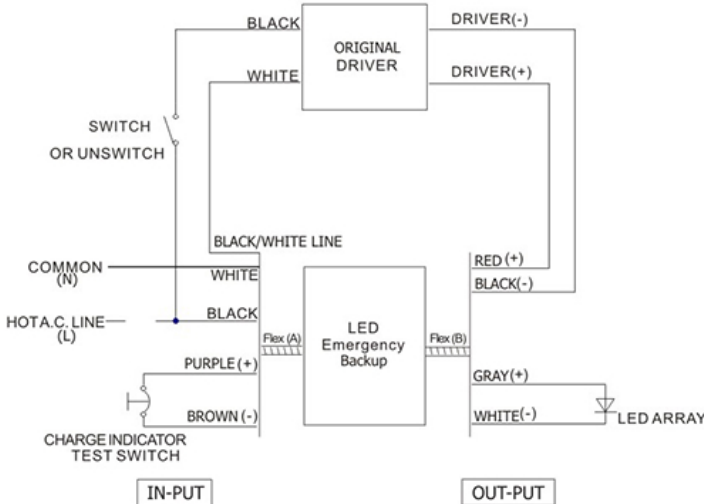 BLACK
DRIVER(-)
ORIGINAL
DRIVER
WHITE
DRIVER(+)
SWITCH
OR UNSWITCH
BLACK/WHITE LINE
COMMON
(N)
WHITE
RED (+)
BLACK(-)
HOT A.C. LINE
(L)
BLACK
LED
Emergency
Backup
Flex (A)
Flex (B)
PURPLE (+)
GRAY(+)
BROWN (-)
WHITE(-)
LED ARRAY
CHARGE INDICATOR
TEST SWITCH
IN-PUT
OUT-PUT